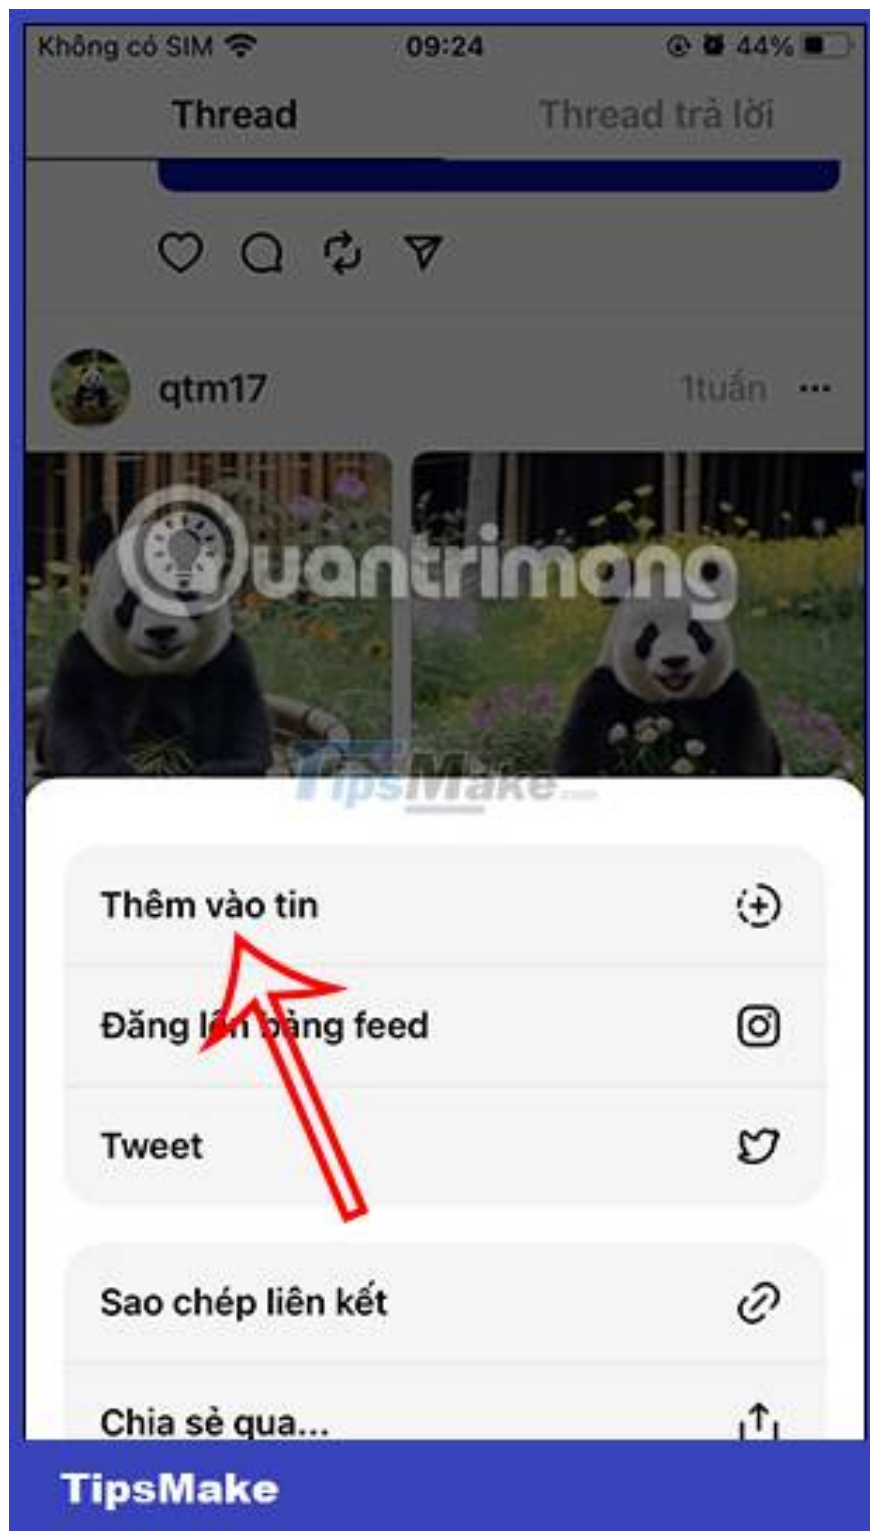 Không có SIM 09:24 44%
Thread Thread trả lời
qtm17 1tuần
Quantrimang
TipsMake.com
Thêm vào tin
Đăng lên bảng feed
Tweet
Sao chép liên kết
Chia sẻ qua...
TipsMake